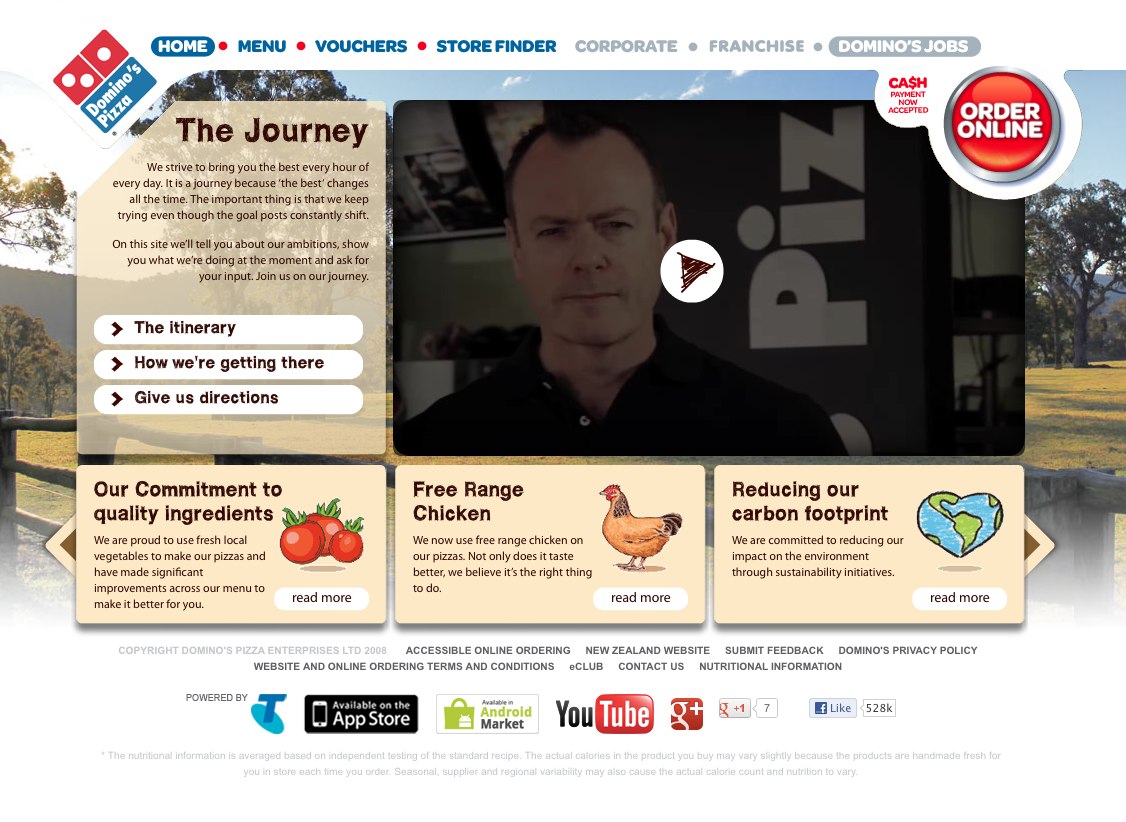 HOME MENU VOUCHERS STORE FINDER CORPORATE FRANCHISE DOMINO'S JOBS
Domino's
Pizza
CA$H
PAYMENT
NOW
ACCEPTED
ORDER
ONLINE
The Journey
We strive to bring you the best every hour of
every day. It is a journey because 'the best' changes
all the time. The important thing is that we keep
trying even though the goal posts constantly shift.
On this site we'll tell you about our ambitions, show
you what we're doing at the moment and ask for
your input. Join us on our journey.
The itinerary
How we're getting there
Give us directions
Piz
Our Commitment to
quality ingredients
We are proud to use fresh local
vegetables to make our pizzas and
have made significant
improvements across our menu to
make it better for you.
read more
Free Range
Chicken
We now use free range chicken on
our pizzas. Not only does it taste
better, we believe it's the right thing
to do.
read more
Reducing our
carbon footprint
We are committed to reducing our
impact on the environment
through sustainability initiatives.
read more
COPYRIGHT DOMINO'S PIZZA ENTERPRISES LTD 2008 ACCESSIBLE ONLINE ORDERING NEW ZEALAND WEBSITE SUBMIT FEEDBACK DOMINO'S PRIVACY POLICY
WEBSITE AND ONLINE ORDERING TERMS AND CONDITIONS eCLUB CONTACT US NUTRITIONAL INFORMATION
POWERED BY
Available on the
App Store
Available in
Android
Market
YouTube
g+
g +1 7
Like 528k
* The nutritional information is averaged based on independent testing of the standard recipe. The actual calories in the product you buy may vary slightly because the products are handmade fresh for
you in store each time you order. Seasonal, supplier and regional variability may also cause the actual calorie count and nutrition to vary.